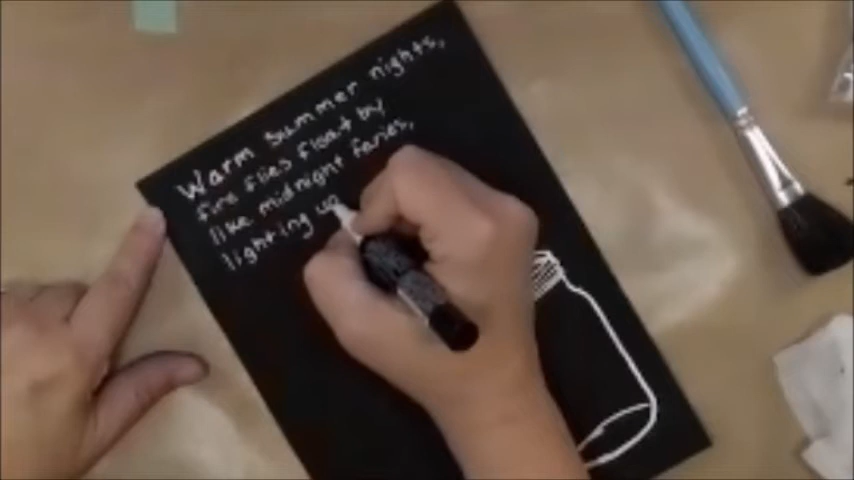 Warm summer nights,
fire flies float by
like midnight faries,
lighting up